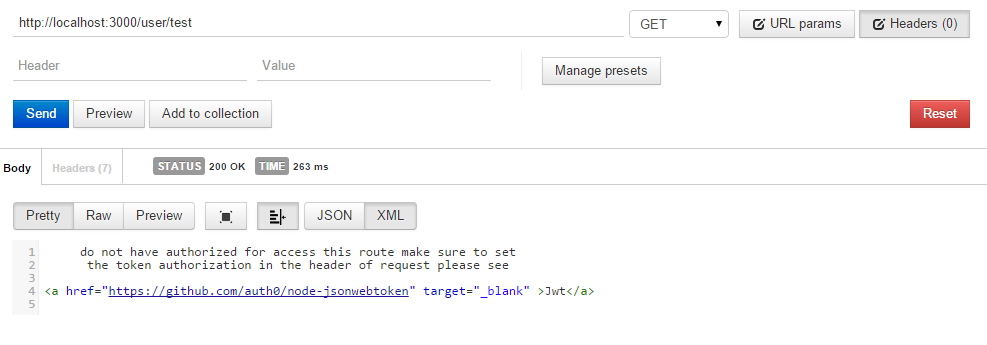 http://localhost:3000/user/test GET URL params Headers (0)
Header Value Manage presets
Send Preview Add to collection Reset
Body Headers (7) STATUS 200 OK TIME 263 ms
Pretty Raw Preview JSON XML
1 do not have authorized for access this route make sure to set
2 the token authorization in the header of request please see
3
4 <a href="https://github.com/auth0/node-jsonwebtoken" target="_blank" >Jwt</a>
5